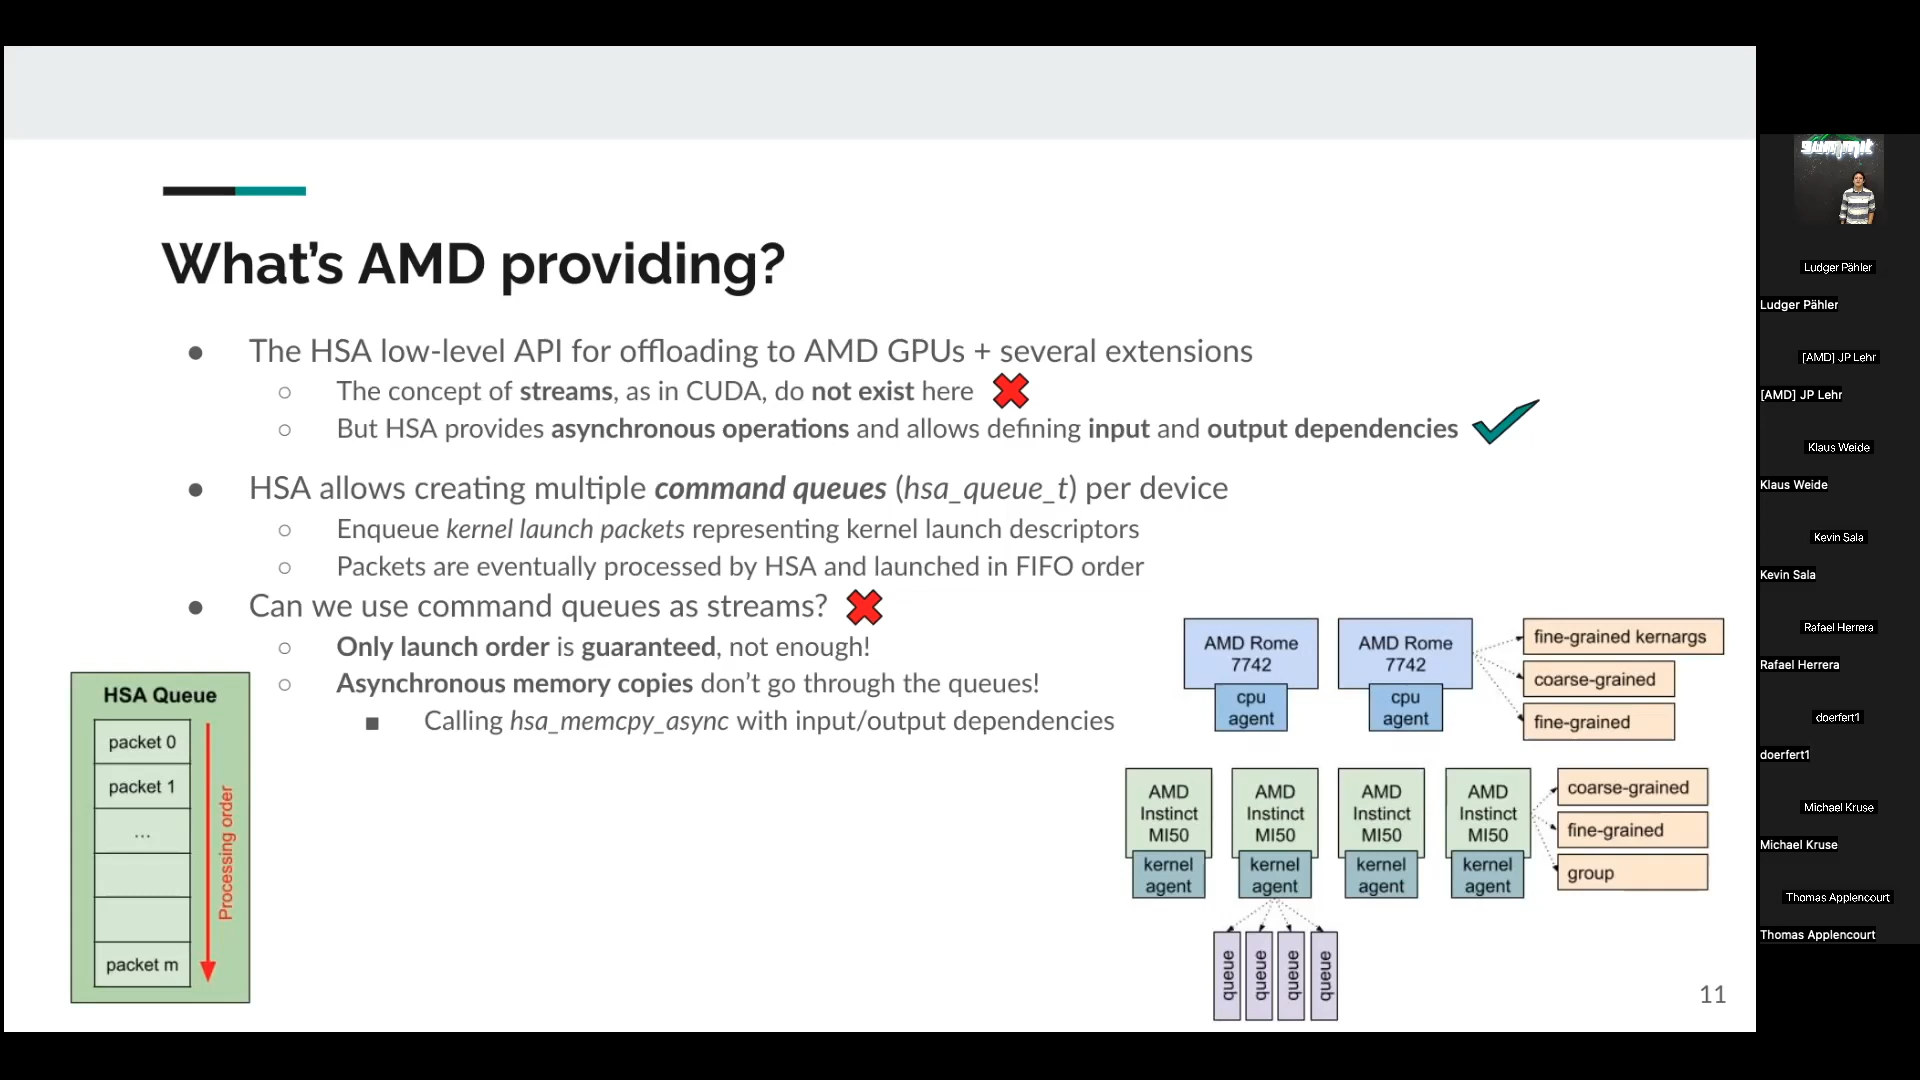 What's AMD providing?
● The HSA low-level API for offloading to AMD GPUs + several extensions
○ The concept of streams, as in CUDA, do not exist here
○ But HSA provides asynchronous operations and allows defining input and output dependencies
● HSA allows creating multiple command queues (hsa_queue_t) per device
○ Enqueue kernel launch packets representing kernel launch descriptors
○ Packets are eventually processed by HSA and launched in FIFO order
● Can we use command queues as streams?
○ Only launch order is guaranteed, not enough!
○ Asynchronous memory copies don't go through the queues!
■ Calling hsa_memcpy_async with input/output dependencies
HSA Queue
packet 0
packet 1
...
packet m
Processing order
AMD Rome
7742
cpu
agent
AMD Rome
7742
cpu
agent
fine-grained kernargs
coarse-grained
fine-grained
AMD
Instinct
MI50
kernel
agent
AMD
Instinct
MI50
kernel
agent
AMD
Instinct
MI50
kernel
agent
AMD
Instinct
MI50
kernel
agent
coarse-grained
fine-grained
group
queue
queue
queue
queue
11
summit
Ludger Pähler
Ludger Pähler
[AMD] JP Lehr
[AMD] JP Lehr
Klaus Weide
Klaus Weide
Kevin Sala
Kevin Sala
Rafael Herrera
Rafael Herrera
doerfert1
doerfert1
Michael Kruse
Michael Kruse
Thomas Applencourt
Thomas Applencourt